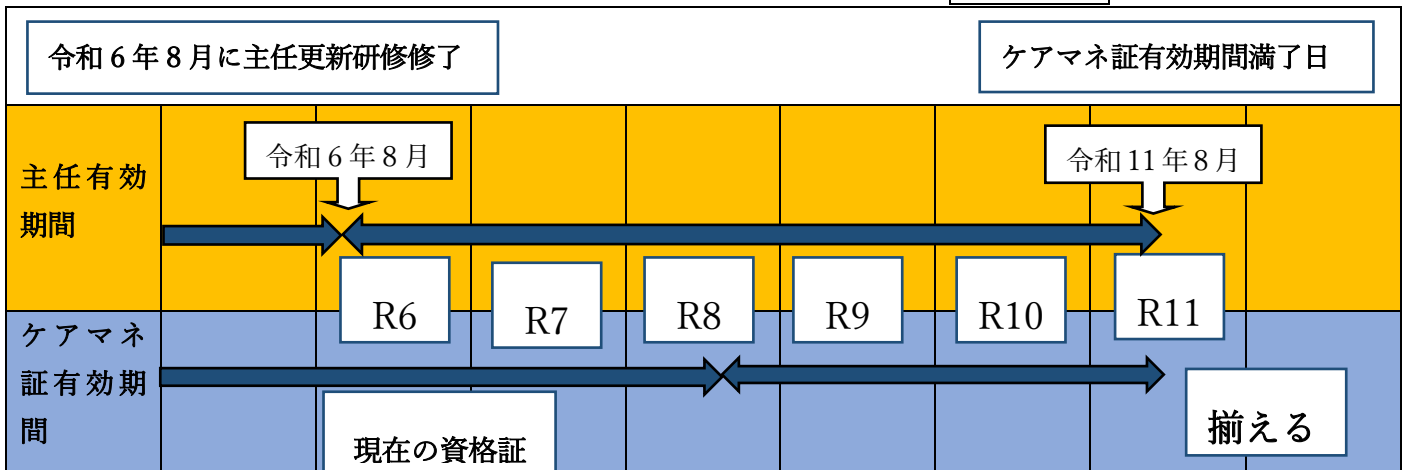 令和6年8月に主任更新研修修了
ケアマネ証有効期間満了日
令和6年8月
令和11年8月
主任有効
期間
R6
R7
R8
R9
R10
R11
ケアマネ
証有効期
間
現在の資格証
揃える